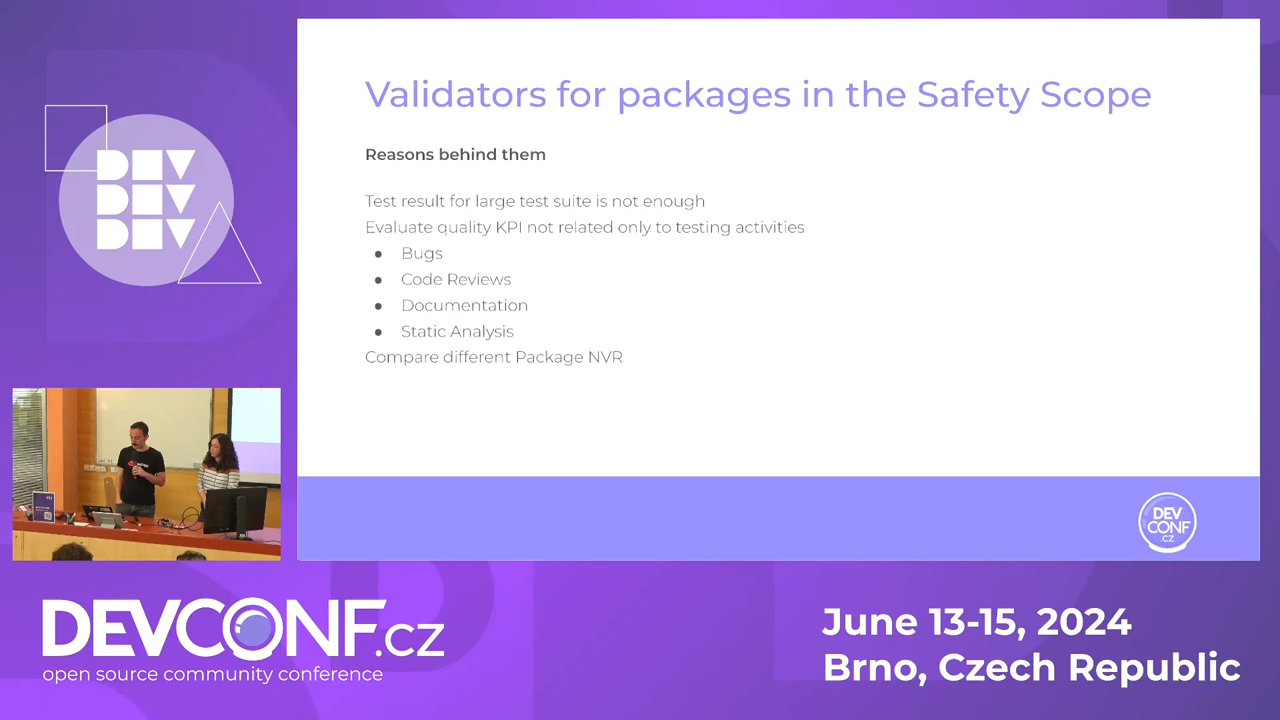 DEV
DEV
DEV
Validators for packages in the Safety Scope
Reasons behind them
Test result for large test suite is not enough
Evaluate quality KPI not related only to testing activities
● Bugs
● Code Reviews
● Documentation
● Static Analysis
Compare different Package NVR
DEV
CONF
.CZ
DEVCONF.cz
open source community conference
June 13-15, 2024
Brno, Czech Republic